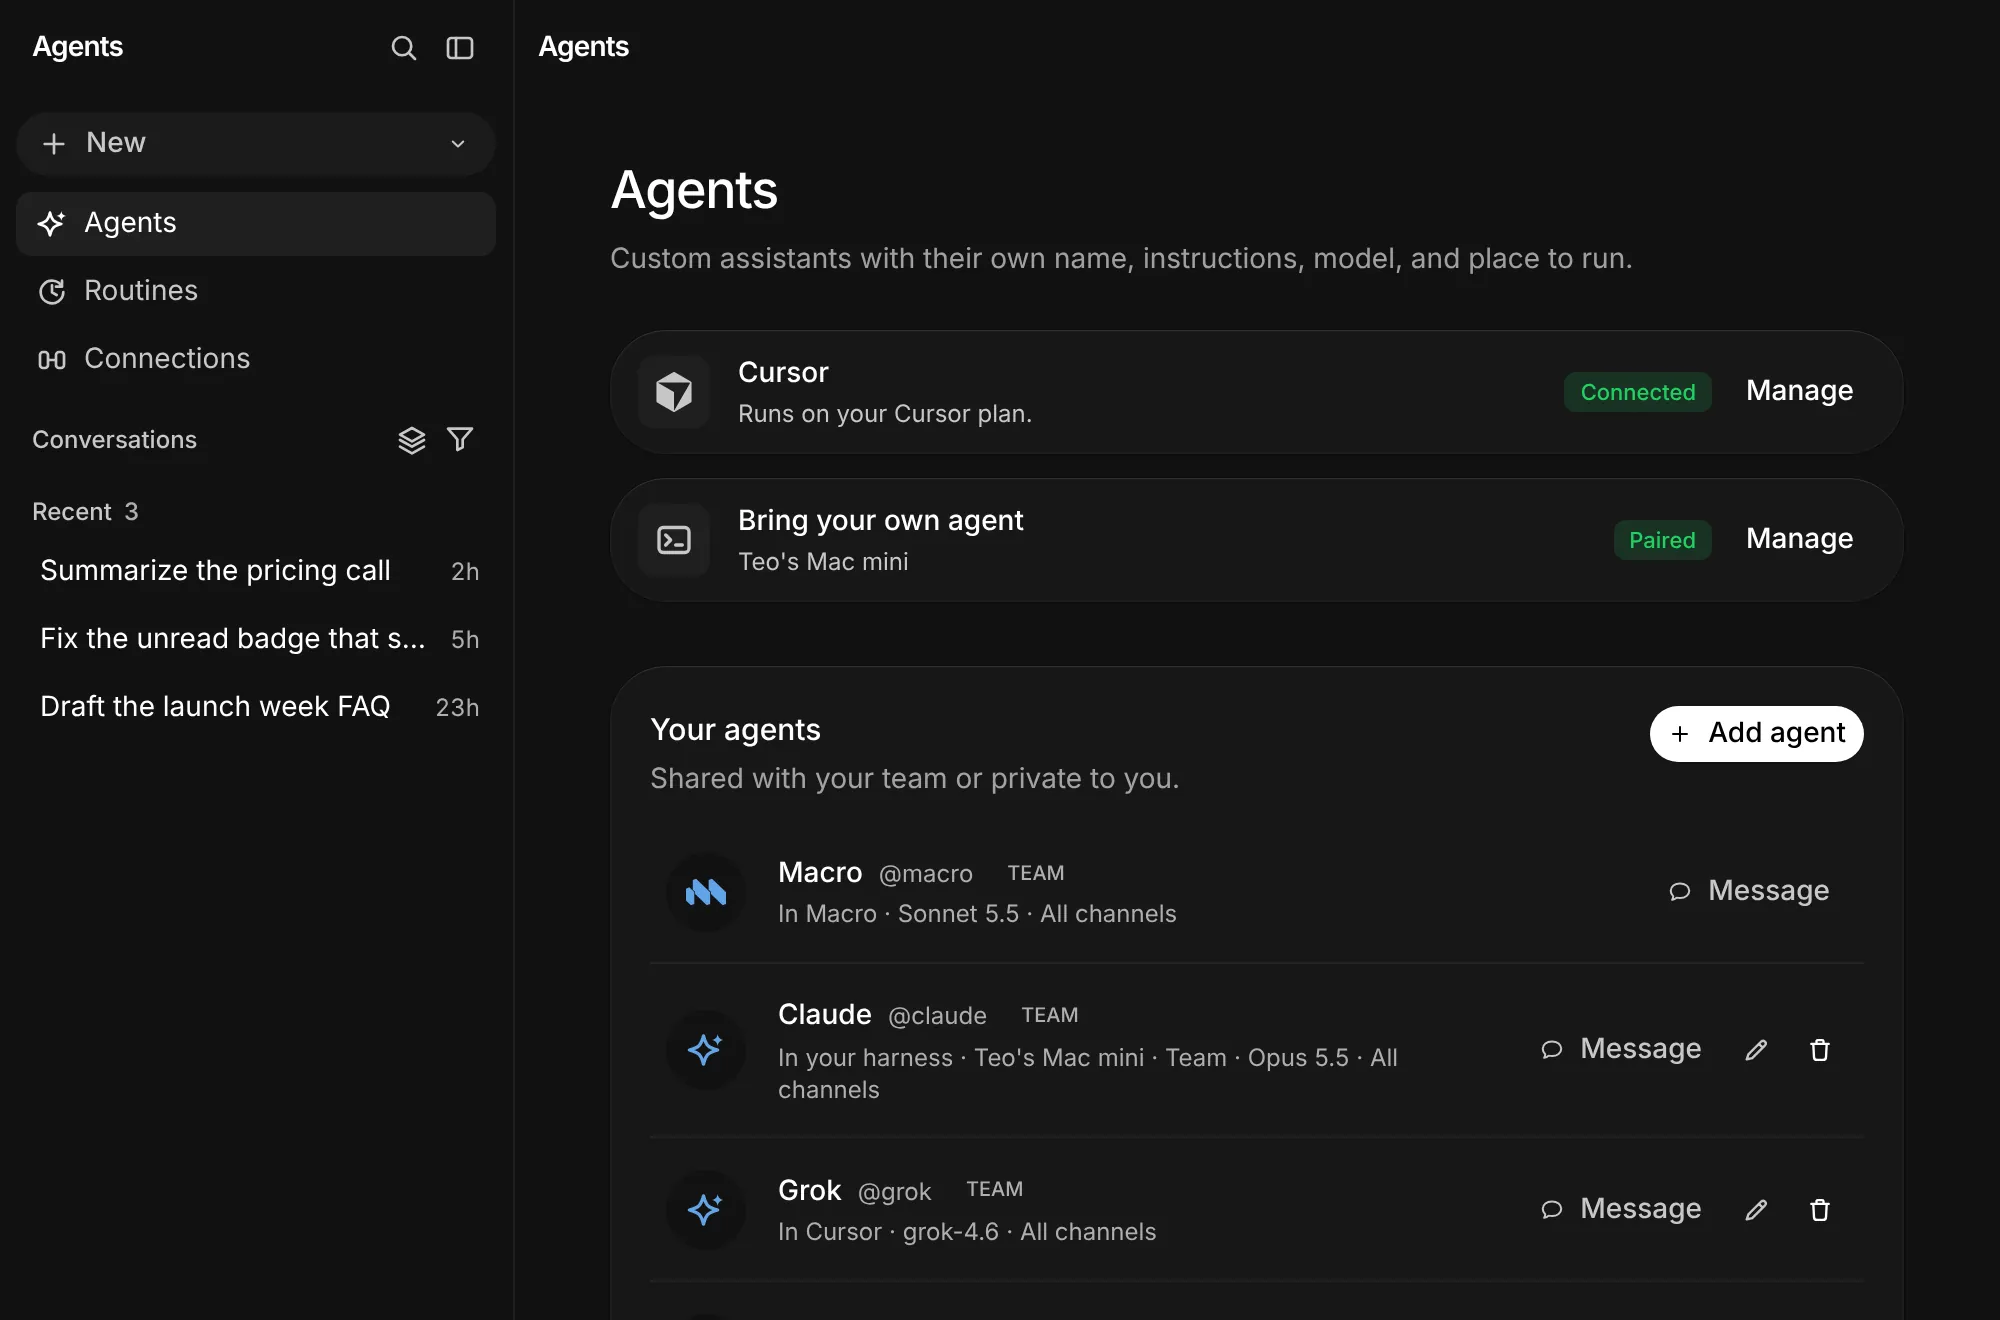 Agents
New
Agents
Routines
Connections
Conversations
Recent 3
Summarize the pricing call 2h
Fix the unread badge that s... 5h
Draft the launch week FAQ 23h
Agents
Agents
Custom assistants with their own name, instructions, model, and place to run.
Cursor
Runs on your Cursor plan.
Connected Manage
Bring your own agent
Teo's Mac mini
Paired Manage
Your agents
Shared with your team or private to you.
Add agent
Macro @macro TEAM
In Macro · Sonnet 5.5 · All channels
Message
Claude @claude TEAM
In your harness · Teo's Mac mini · Team · Opus 5.5 · All
channels
Message
Grok @grok TEAM
In Cursor · grok-4.6 · All channels
Message